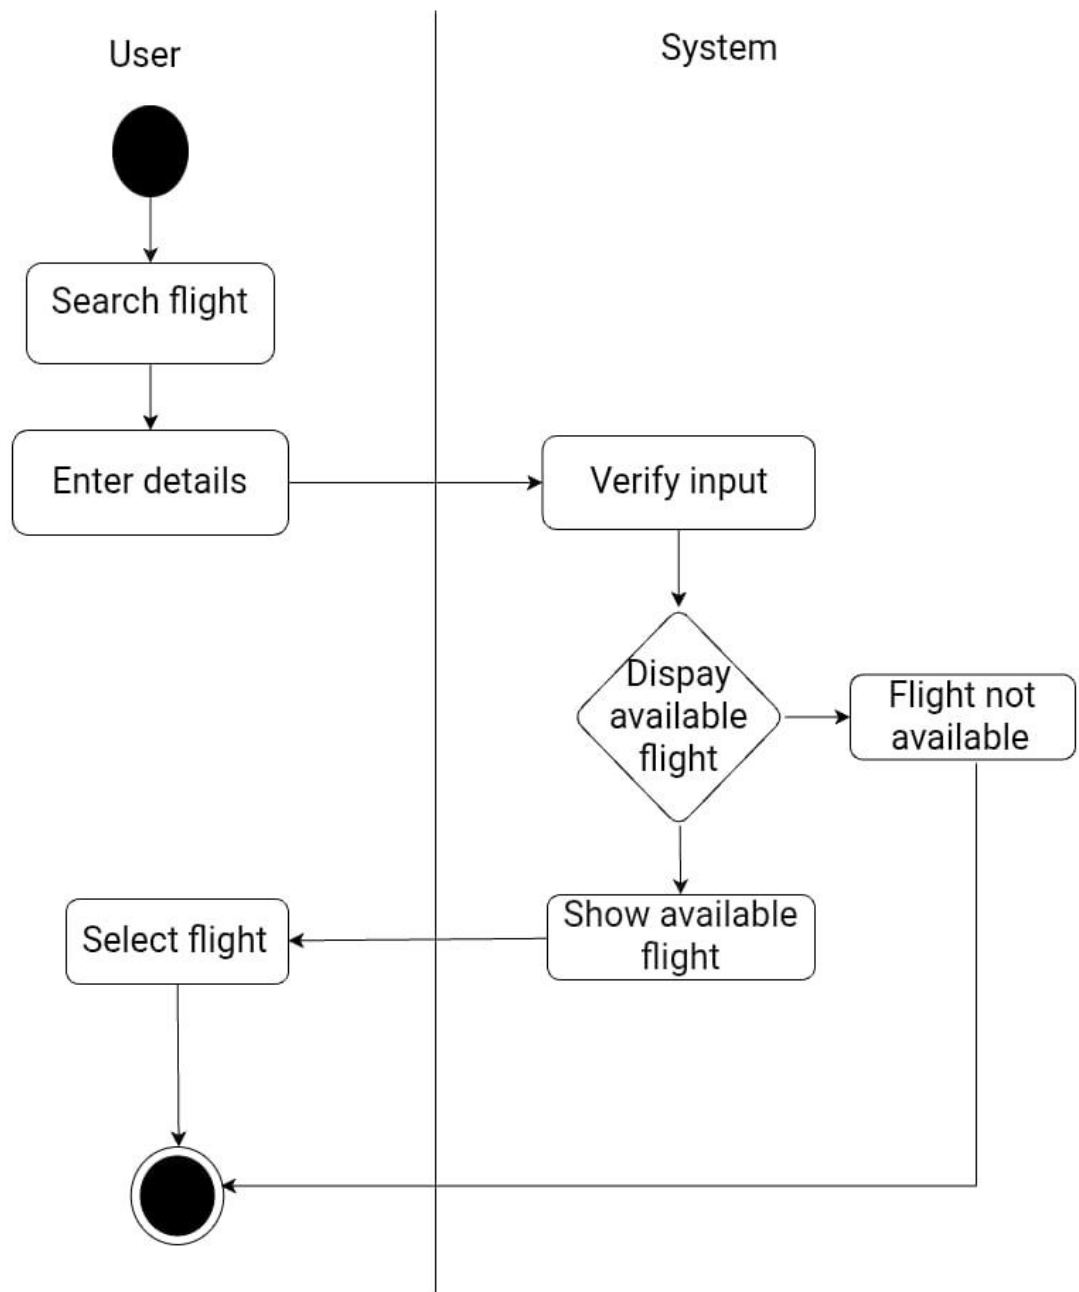 User
System
Search flight
Enter details
Verify input
Dispay
available
flight
Flight not
available
Show available
flight
Select flight